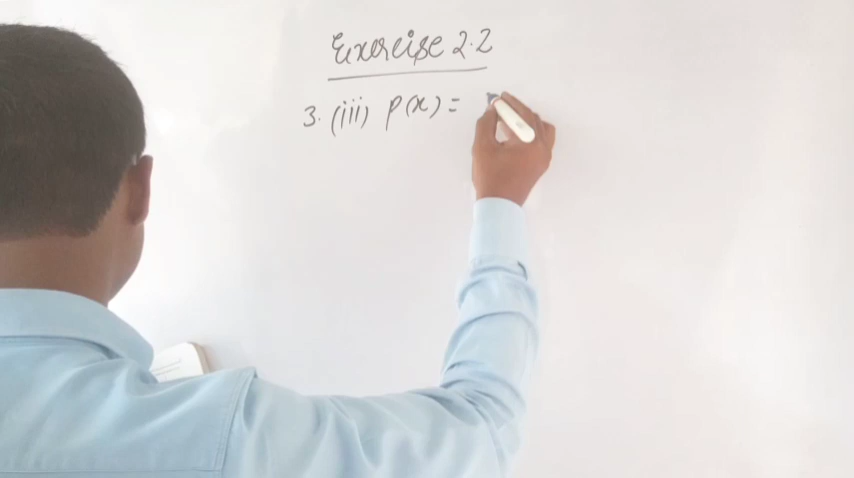 Exercise 2.2
3. (iii) p(x) =